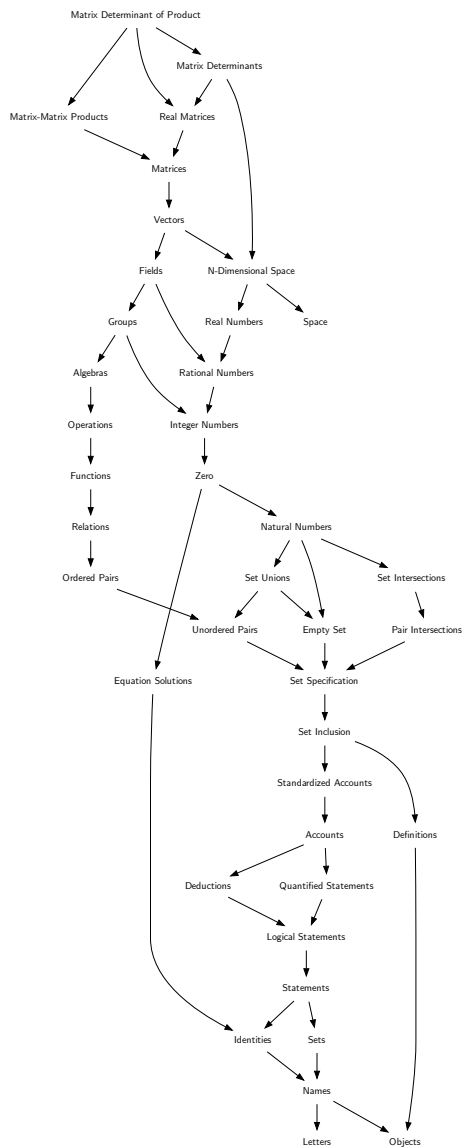 Matrix Determinant of Product
Matrix Determinants
Matrix-Matrix Products
Real Matrices
Matrices
Vectors
Fields
N-Dimensional Space
Groups
Real Numbers
Space
Algebras
Rational Numbers
Operations
Integer Numbers
Functions
Zero
Relations
Natural Numbers
Ordered Pairs
Set Unions
Set Intersections
Unordered Pairs
Empty Set
Pair Intersections
Equation Solutions
Set Specification
Set Inclusion
Standardized Accounts
Accounts
Definitions
Deductions
Quantified Statements
Logical Statements
Statements
Identities
Sets
Names
Letters
Objects